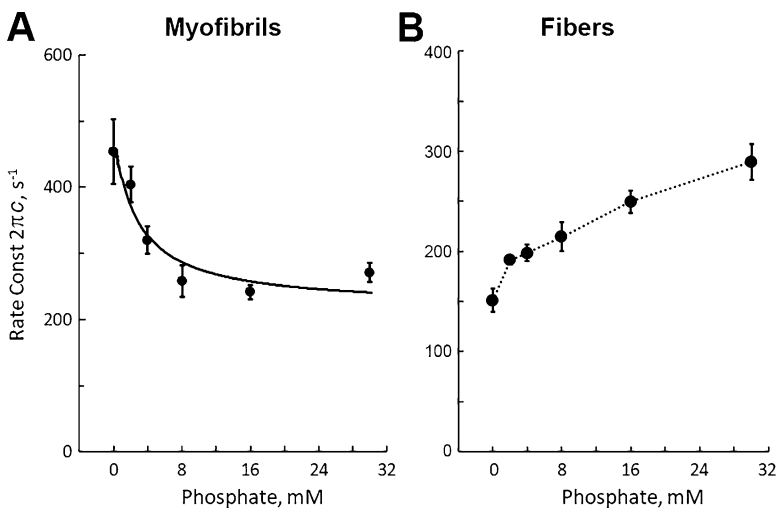 A
Myofibrils
B
Fibers
Rate Const 2πc, s-1
600
400
200
0
0 8 16 24 32
Phosphate, mM
400
300
200
100
0
0 8 16 24 32
Phosphate, mM